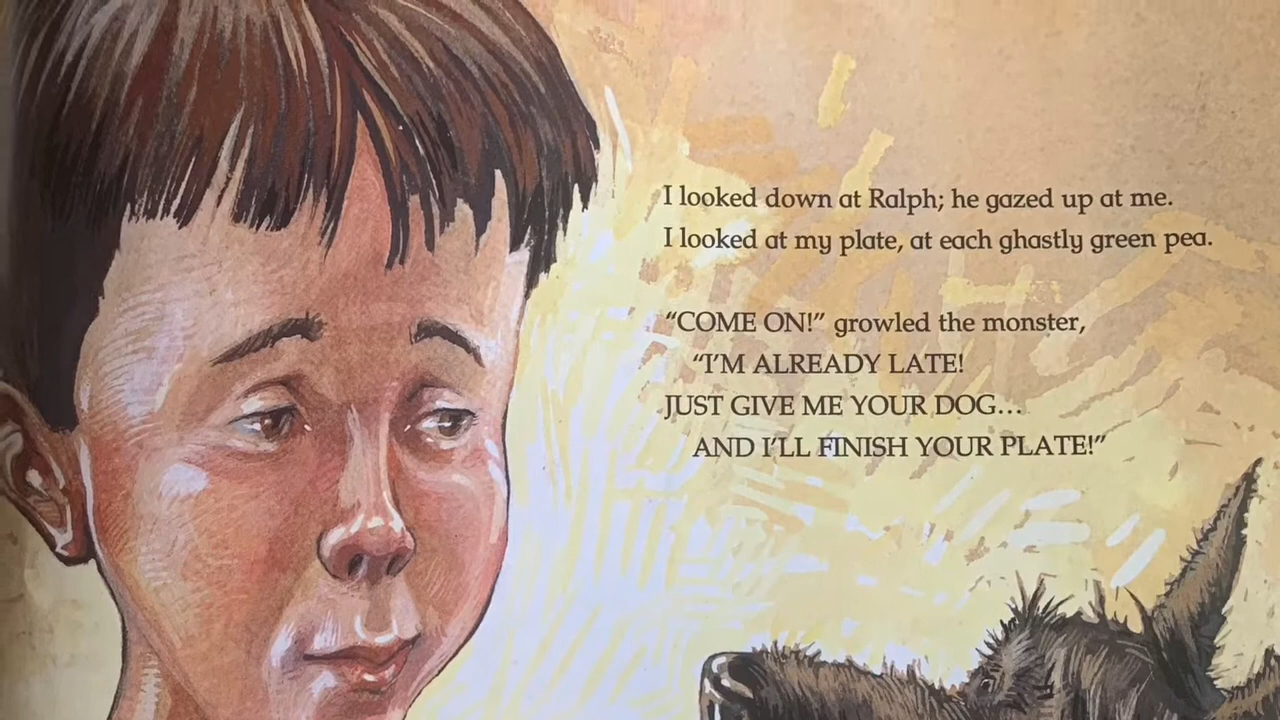 I looked down at Ralph; he gazed up at me.
I looked at my plate, at each ghastly green pea.
“COME ON!” growled the monster,
“I’M ALREADY LATE!
JUST GIVE ME YOUR DOG…
AND I’LL FINISH YOUR PLATE!”